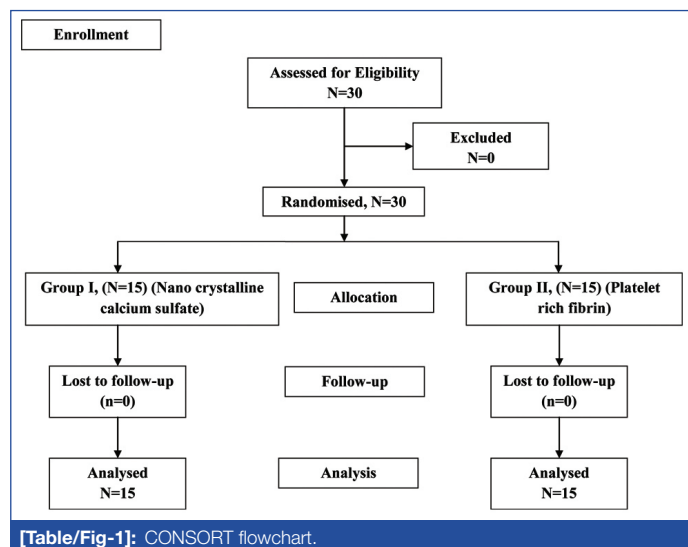 Enrollment
Assessed for Eligibility
N=30
Excluded
N=0
Randomised, N=30
Group I, (N=15) (Nano crystalline
calcium sulfate)
Allocation
Group II, (N=15) (Platelet
rich fibrin)
Lost to follow-up
(n=0)
Follow-up
Lost to follow-up
(n=0)
Analysed
N=15
Analysis
Analysed
N=15
[Table/Fig-1]: CONSORT flowchart.